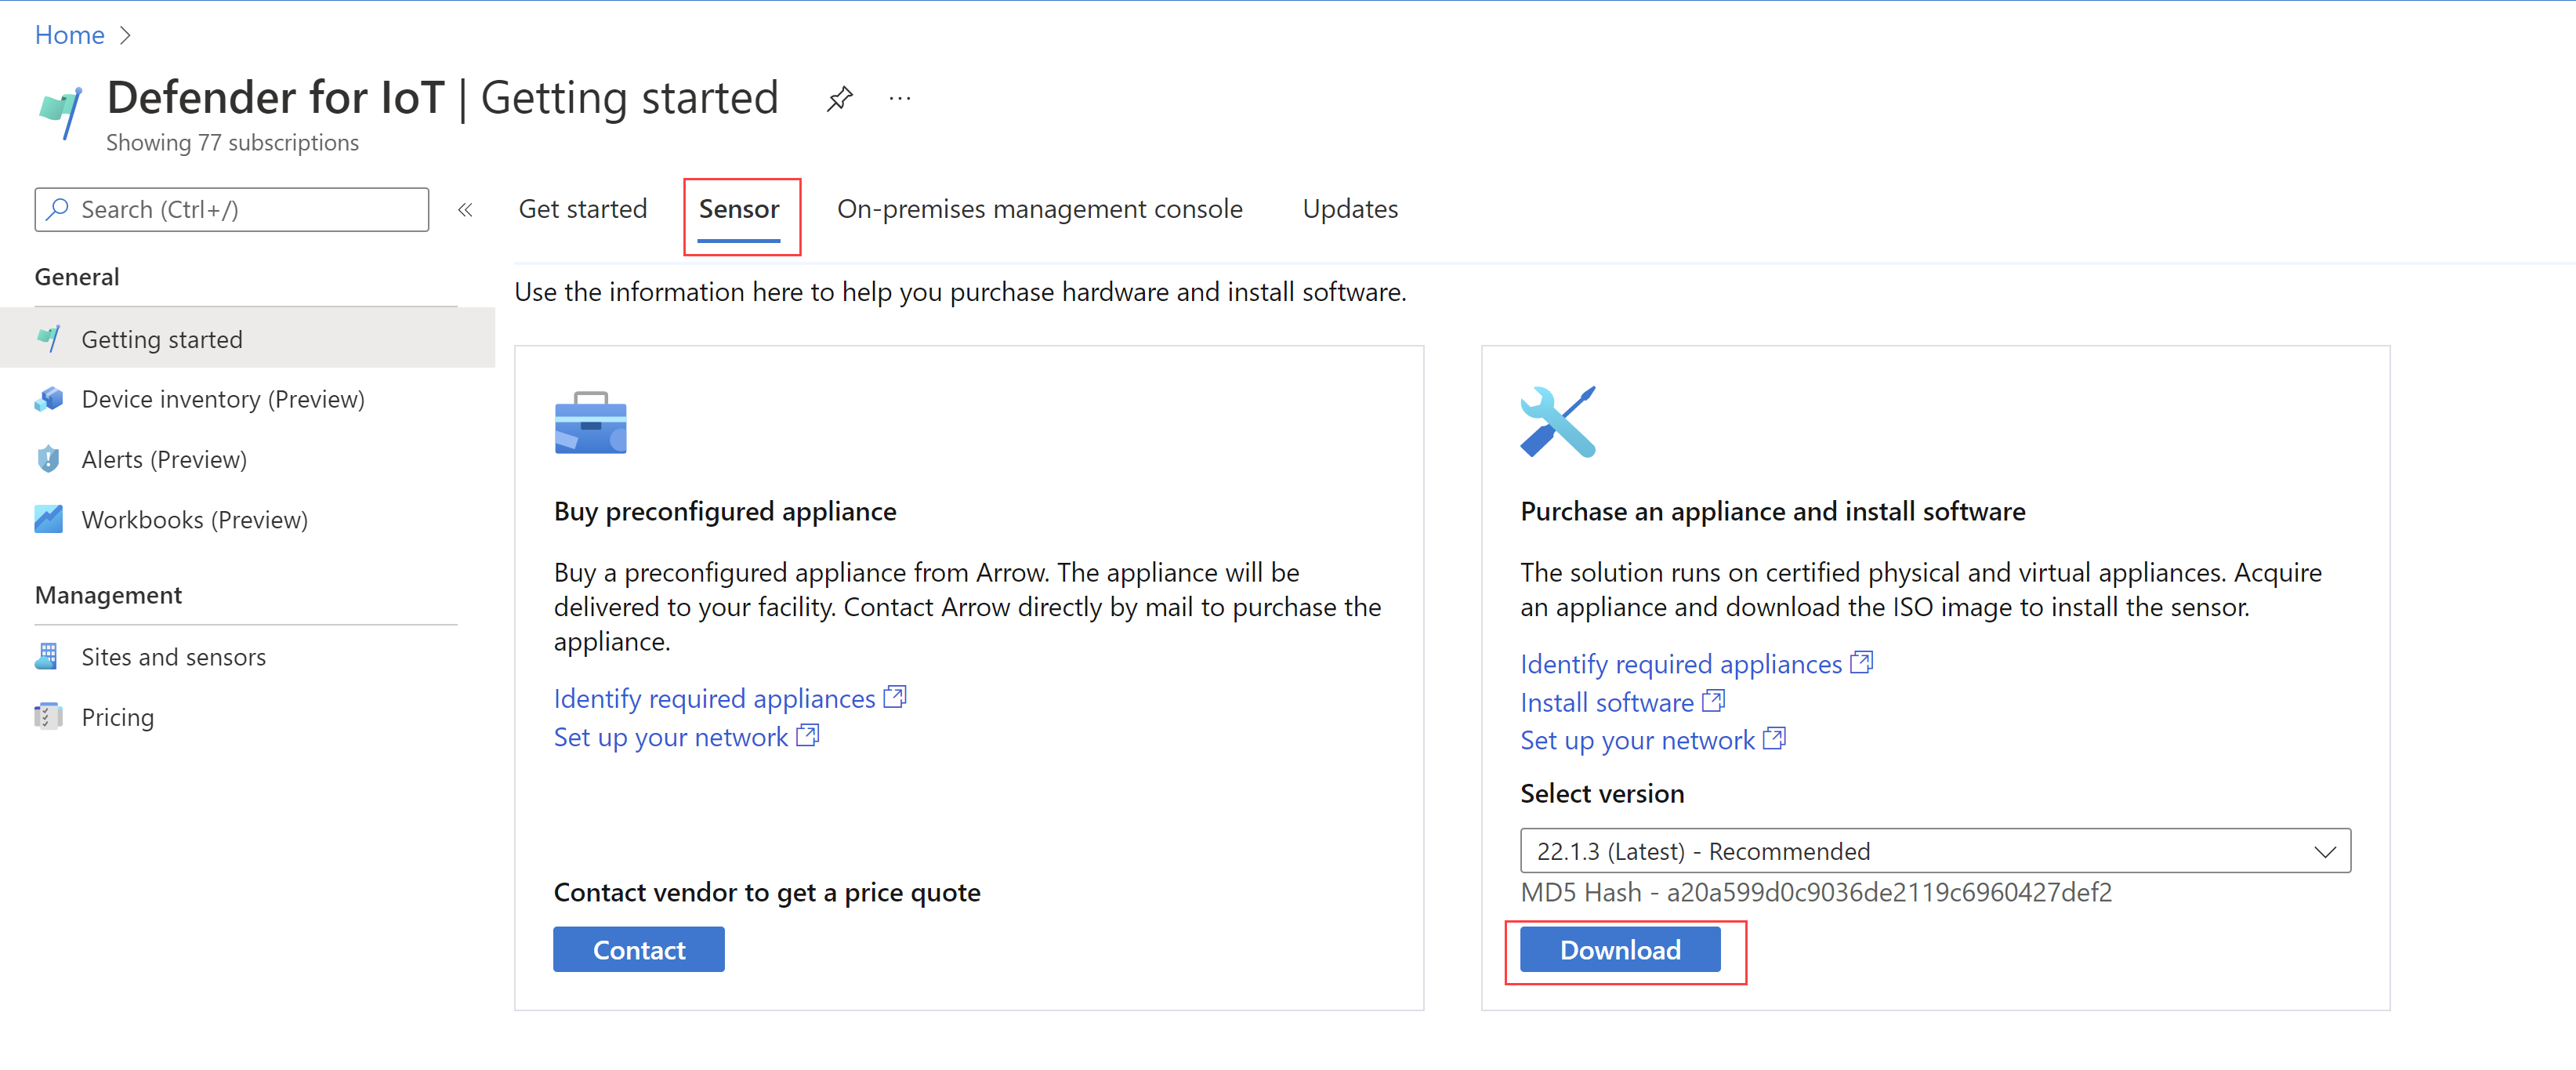 Home
Defender for IoT | Getting started
Showing 77 subscriptions
Search (Ctrl+/)
General
Getting started
Device inventory (Preview)
Alerts (Preview)
Workbooks (Preview)
Management
Sites and sensors
Pricing
Get started Sensor On-premises management console Updates
Use the information here to help you purchase hardware and install software.
Buy preconfigured appliance
Buy a preconfigured appliance from Arrow. The appliance will be
delivered to your facility. Contact Arrow directly by mail to purchase the
appliance.
Identify required appliances
Set up your network
Contact vendor to get a price quote
Contact
Purchase an appliance and install software
The solution runs on certified physical and virtual appliances. Acquire
an appliance and download the ISO image to install the sensor.
Identify required appliances
Install software
Set up your network
Select version
22.1.3 (Latest) - Recommended
MD5 Hash - a20a599d0c9036de2119c6960427def2
Download